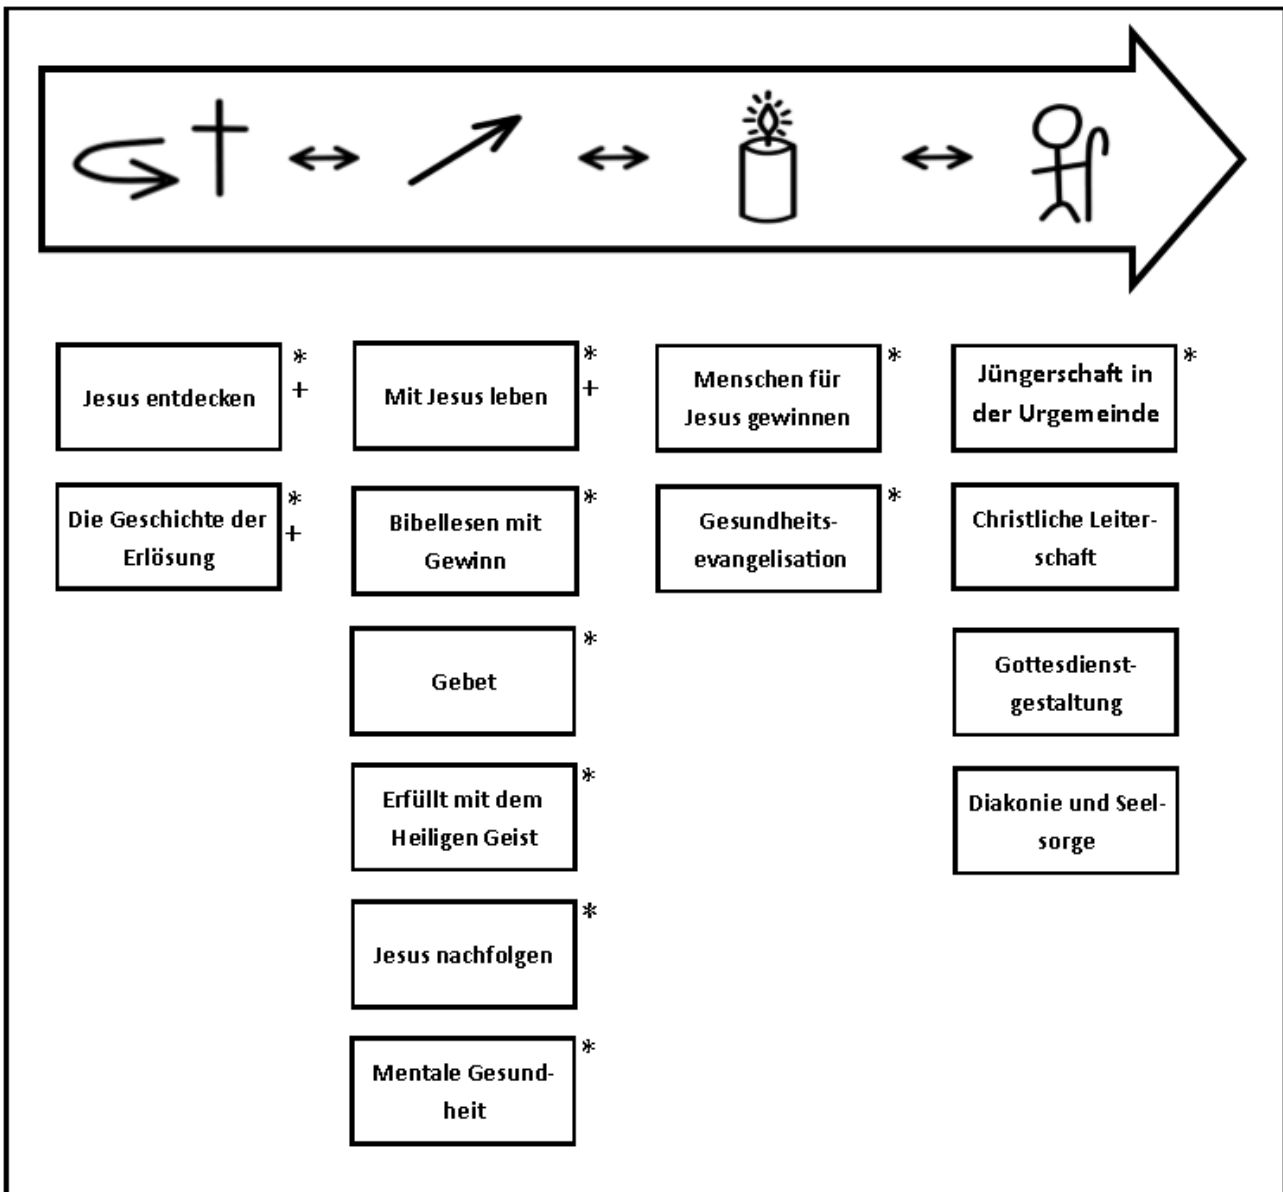 Jesus entdecken
*
+
Die Geschichte der
Erlösung
*
+
Mit Jesus leben
*
+
Bibellesen mit
Gewinn
*
Gebet
*
Erfüllt mit dem
Heiligen Geist
*
Jesus nachfolgen
*
Mentale Gesund-
heit
*
Menschen für
Jesus gewinnen
*
Gesundheits-
evangelisation
*
Jüngerschaft in
der Urgemeinde
*
Christliche Leiter-
schaft
Gottesdienst-
gestaltung
Diakonie und Seel-
sorge